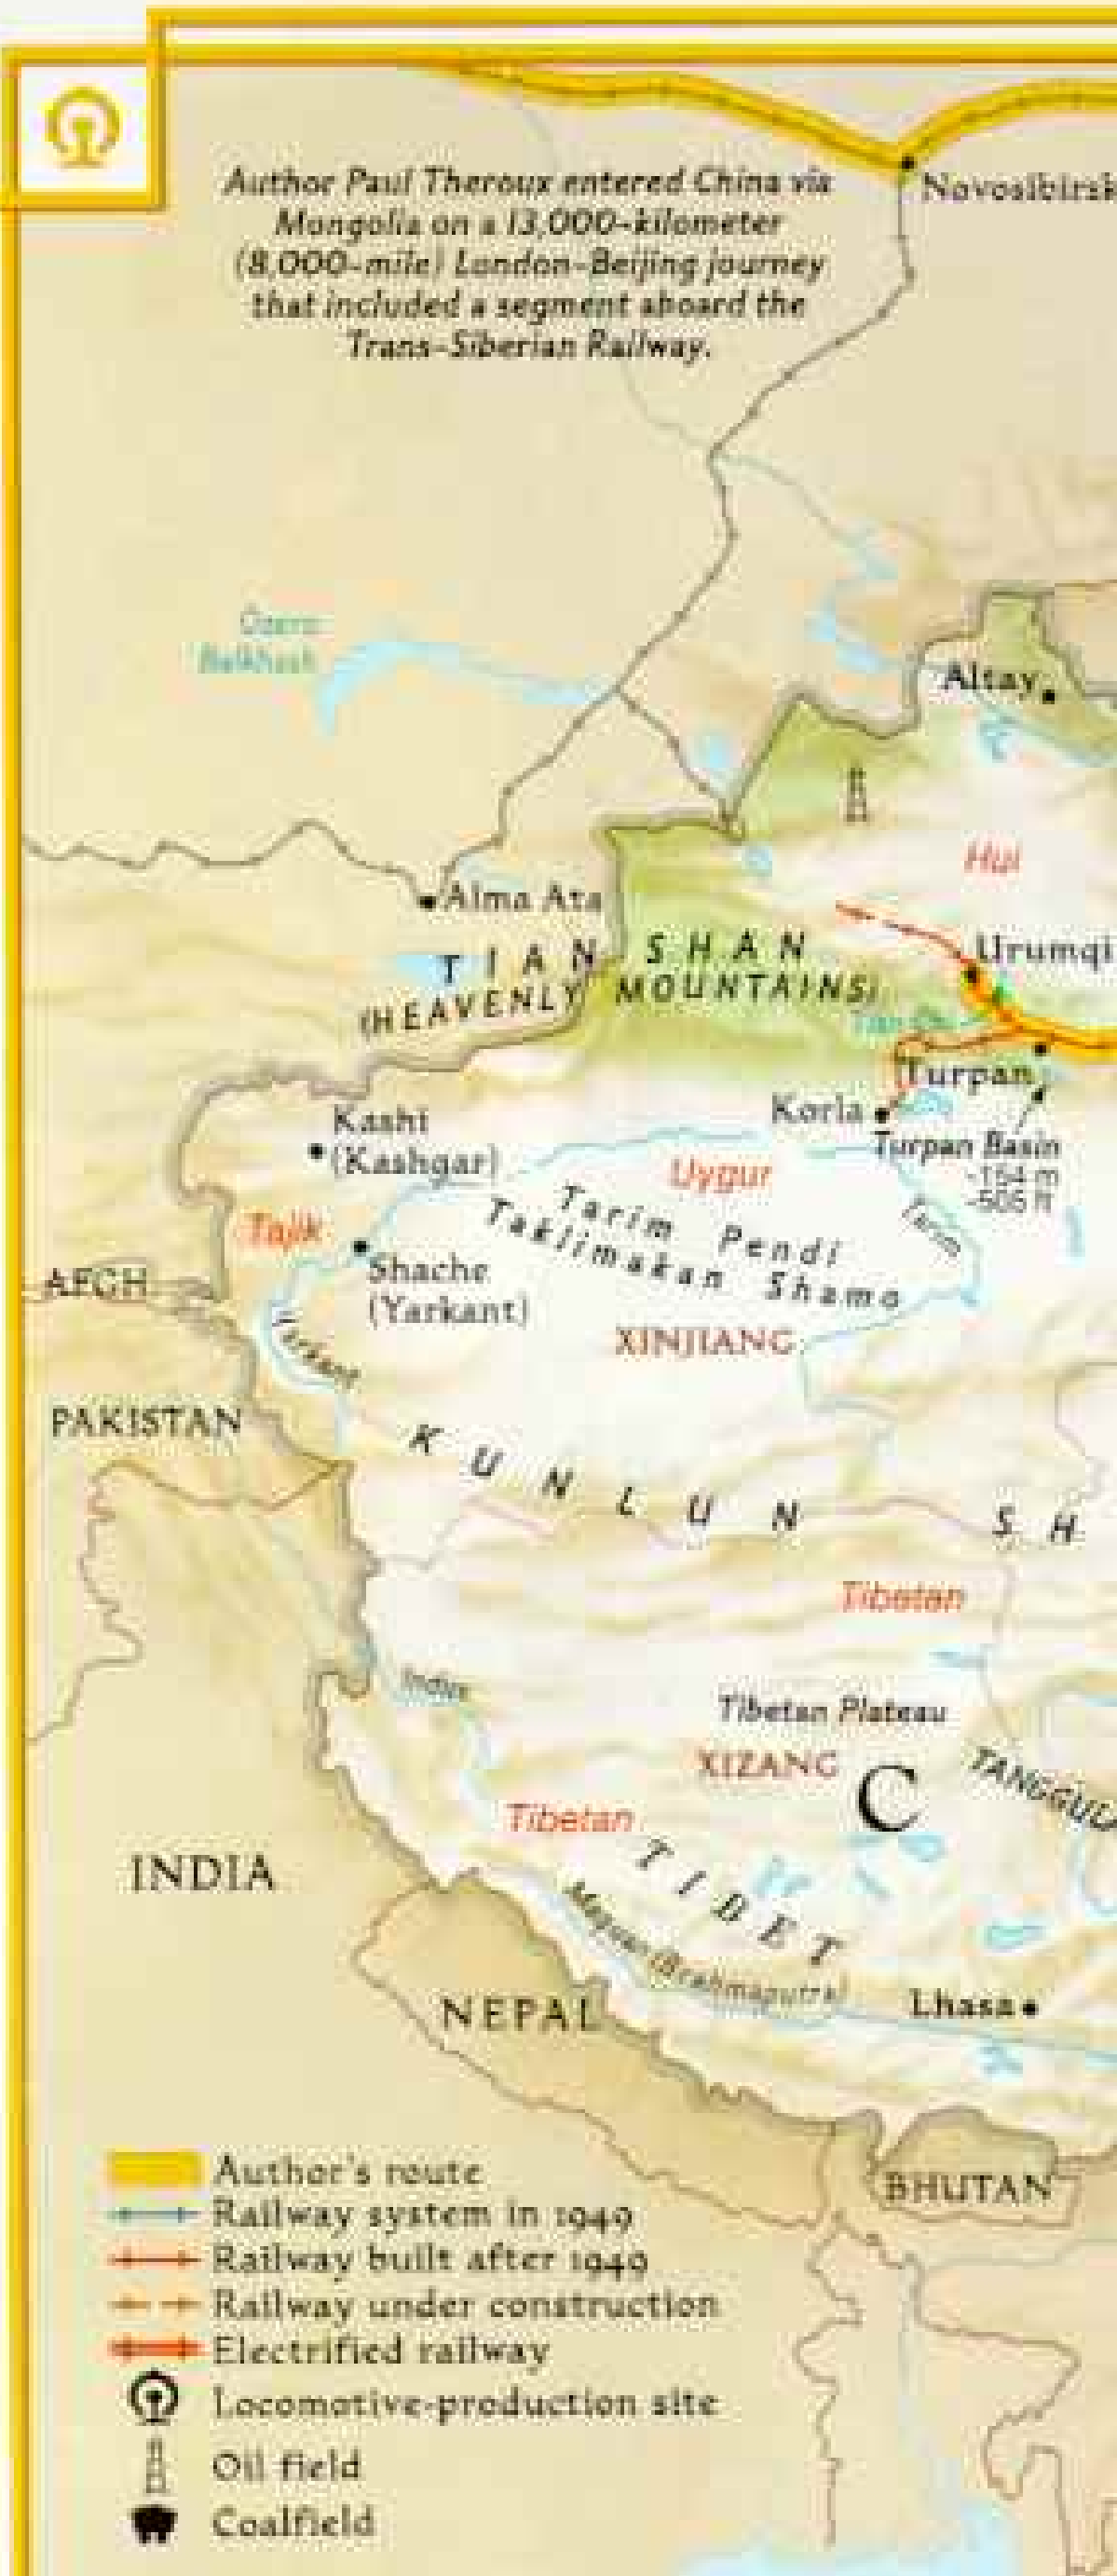 Author Paul Theroux entered China via
Mongolia on a 13,000-kilometer
(8,000-mile) London-Beijing journey
that included a segment aboard the
Trans-Siberian Railway.
Novosibirsk
Ozero
Balkhash
Altay
Hui
Alma Ata
Urumqi
TIAN SHAN
(HEAVENLY MOUNTAINS)
Tian Chi
Turpan
Kashi
(Kashgar)
Korla
Turpan Basin
-154 m
-505 ft
Uygur
Tarim Pendi
Taklimakan Shamo
Tarim
Tajik
Shache
(Yarkant)
AFGH.
Yarkant
XINJIANG
PAKISTAN
KUNLUN SH
Tibetan
Indus
Tibetan Plateau
XIZANG
C
TANGGUL
Tibetan
TIBET
INDIA
(Brahmaputra)
Lhasa
NEPAL
BHUTAN
Author's route
Railway system in 1949
Railway built after 1949
Railway under construction
Electrified railway
Locomotive-production site
Oil field
Coalfield